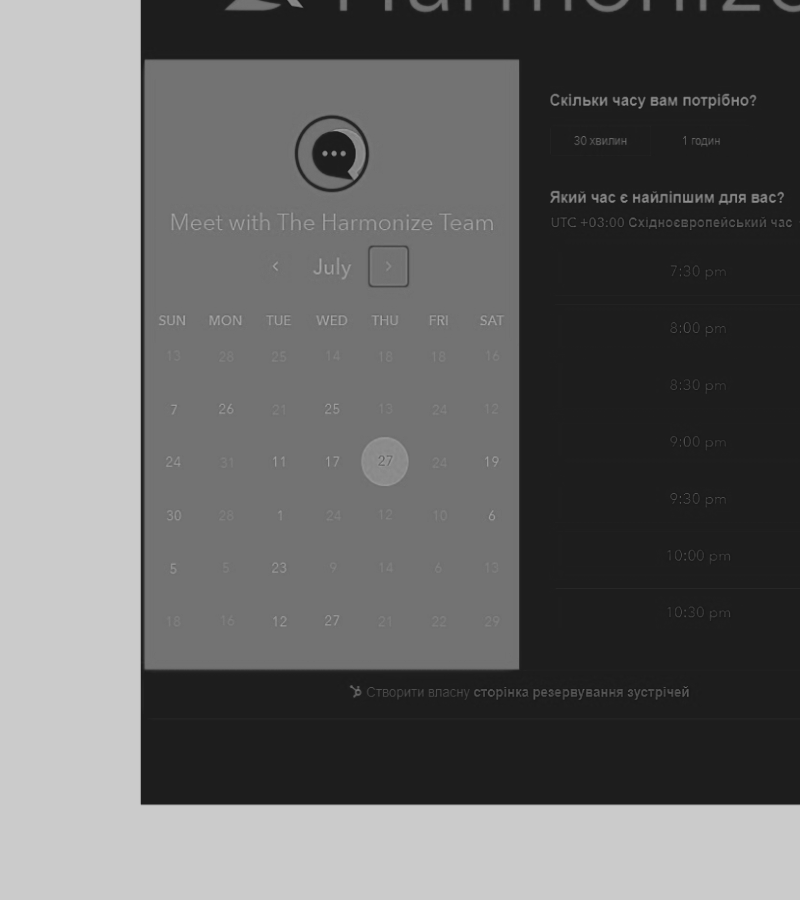 Harmonize
Meet with The Harmonize Team
July
SUN MON TUE WED THU FRI SAT
13 28 25 14 18 18 16
7 26 21 25 13 24 12
24 31 11 17 27 24 19
30 28 1 24 12 10 6
5 5 23 9 14 6 13
18 16 12 27 21 22 29
Скільки часу вам потрібно?
30 хвилин 1 годин
Який час є найліпшим для вас?
UTC +03:00 Східноєвропейський час
7:30 pm
8:00 pm
8:30 pm
9:00 pm
9:30 pm
10:00 pm
10:30 pm
Створити власну сторінка резервування зустрічей